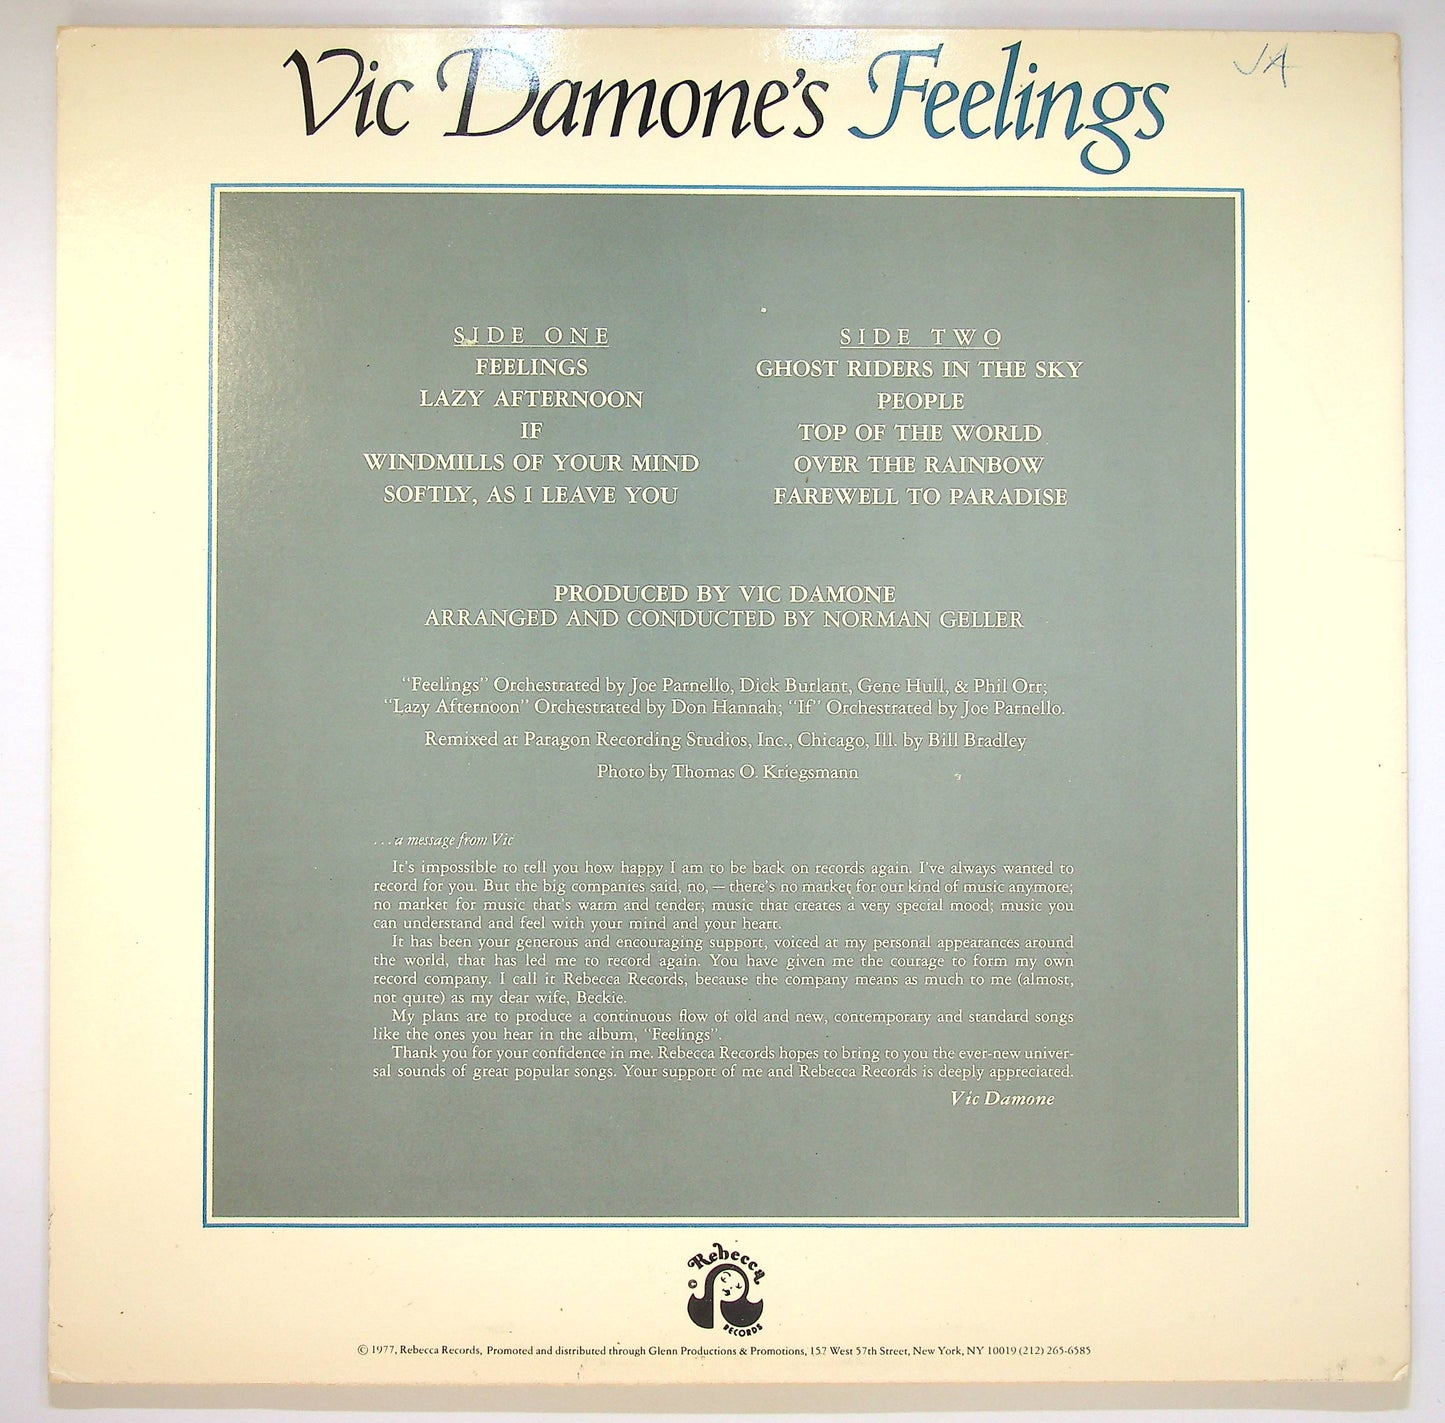 Vic Damone's Feelings
JA
SIDE ONE
FEELINGS
LAZY AFTERNOON
IF
WINDMILLS OF YOUR MIND
SOFTLY, AS I LEAVE YOU
SIDE TWO
GHOST RIDERS IN THE SKY
PEOPLE
TOP OF THE WORLD
OVER THE RAINBOW
FAREWELL TO PARADISE
PRODUCED BY VIC DAMONE
ARRANGED AND CONDUCTED BY NORMAN GELLER
"Feelings" Orchestrated by Joe Parnello, Dick Burlant, Gene Hull, & Phil Orr;
"Lazy Afternoon" Orchestrated by Don Hannah; "If" Orchestrated by Joe Parnello.
Remixed at Paragon Recording Studios, Inc., Chicago, Ill. by Bill Bradley
Photo by Thomas O. Kriegsmann
...a message from Vic
It's impossible to tell you how happy I am to be back on records again. I've always wanted to
record for you. But the big companies said, no, — there's no market for our kind of music anymore;
no market for music that's warm and tender; music that creates a very special mood; music you
can understand and feel with your mind and your heart.
It has been your generous and encouraging support, voiced at my personal appearances around
the world, that has led me to record again. You have given me the courage to form my own
record company. I call it Rebecca Records, because the company means as much to me (almost,
not quite) as my dear wife, Beckie.
My plans are to produce a continuous flow of old and new, contemporary and standard songs
like the ones you hear in the album, "Feelings".
Thank you for your confidence in me. Rebecca Records hopes to bring to you the ever-new univer-
sal sounds of great popular songs. Your support of me and Rebecca Records is deeply appreciated.
Vic Damone
Rebecca
©
RECORDS
© 1977, Rebecca Records, Promoted and distributed through Glenn Productions & Promotions, 157 West 57th Street, New York, NY 10019 (212) 265-6585